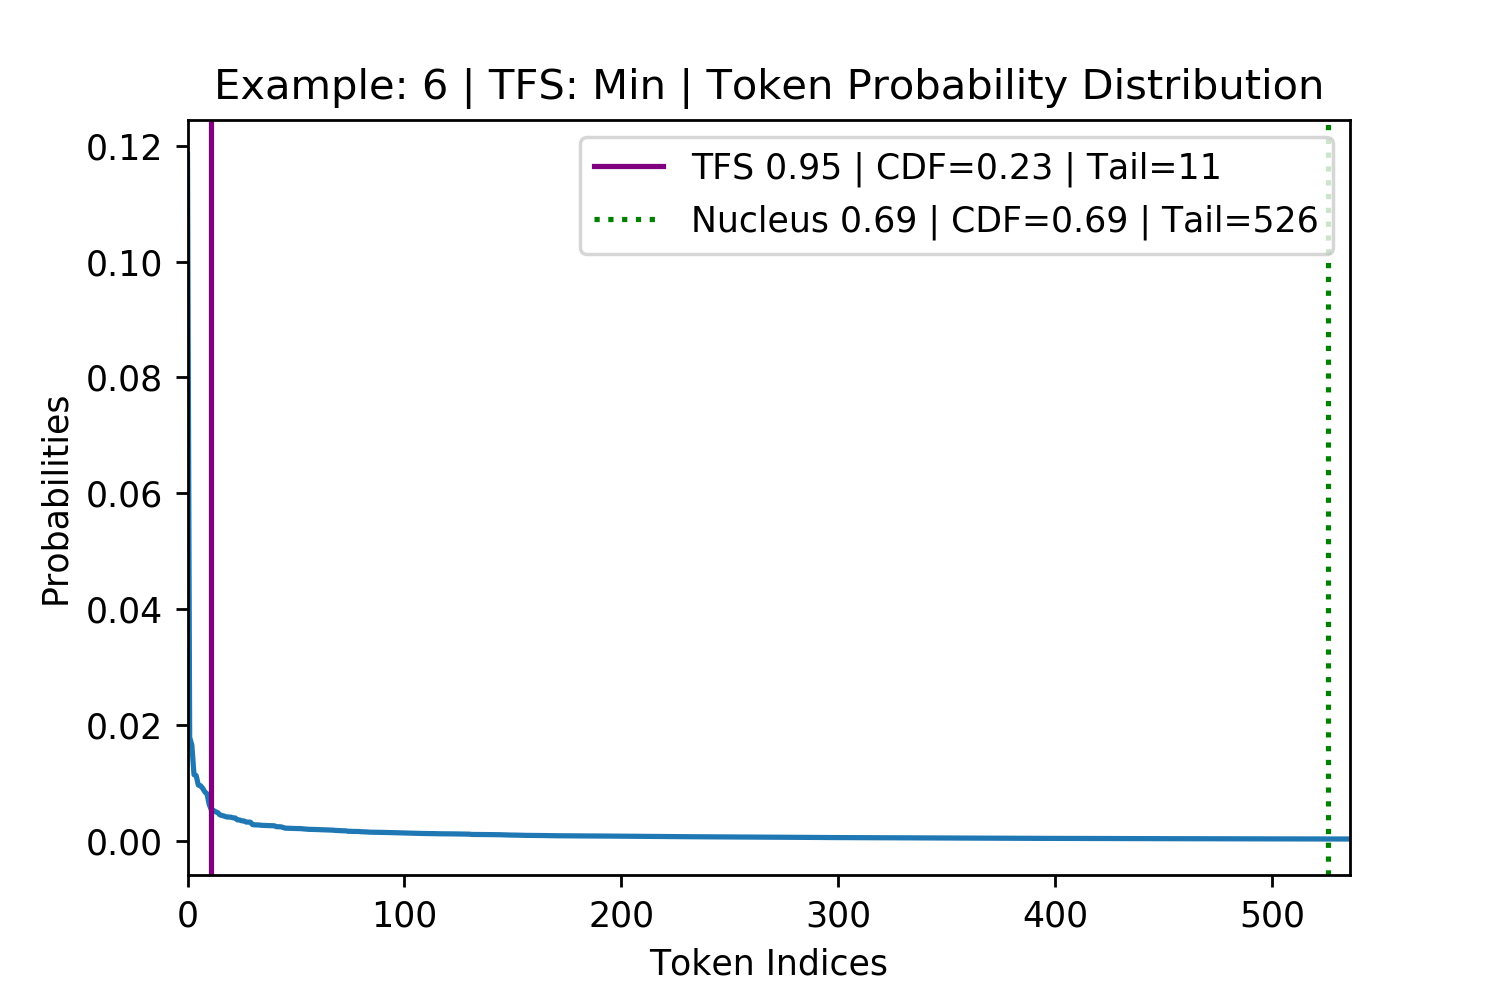 Example: 6 | TFS: Min | Token Probability Distribution
TFS 0.95 | CDF=0.23 | Tail=11
Nucleus 0.69 | CDF=0.69 | Tail=526
0.12
0.10
0.08
0.06
0.04
0.02
0.00
Probabilities
0 100 200 300 400 500
Token Indices